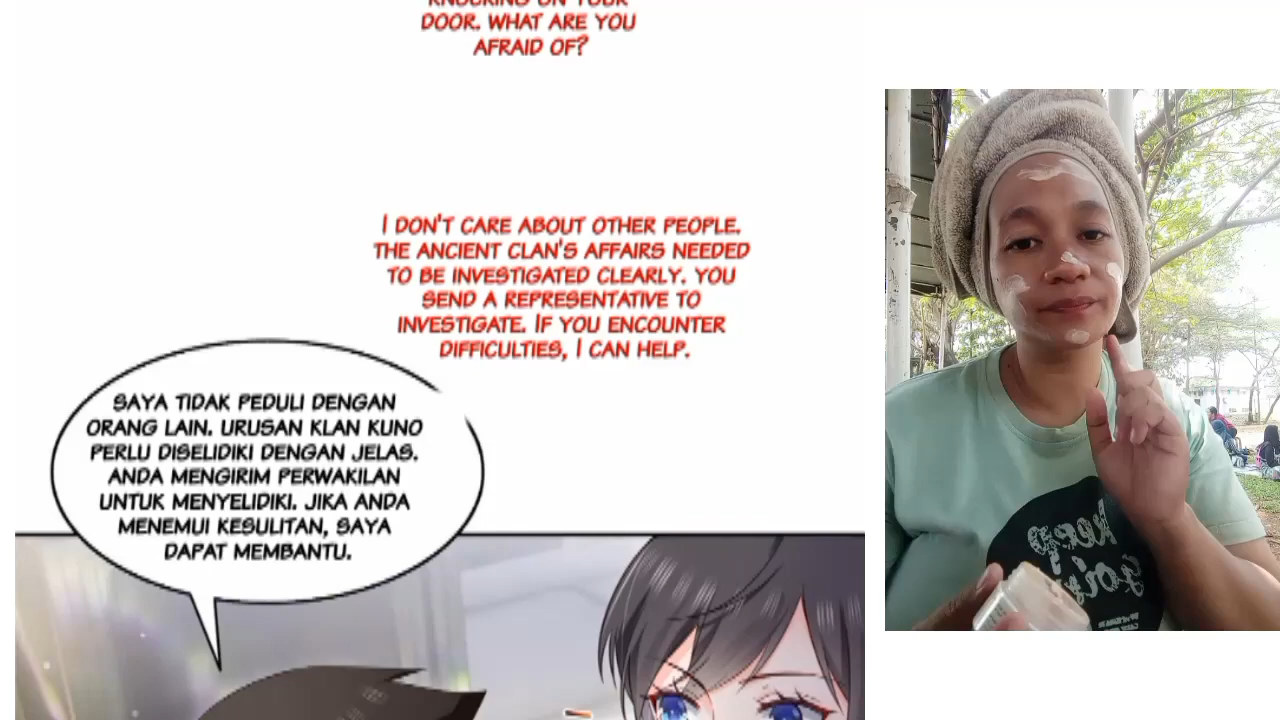 DOOR. WHAT ARE YOU
AFRAID OF?
I DON'T CARE ABOUT OTHER PEOPLE.
THE ANCIENT CLAN'S AFFAIRS NEEDED
TO BE INVESTIGATED CLEARLY. YOU
SEND A REPRESENTATIVE TO
INVESTIGATE. IF YOU ENCOUNTER
DIFFICULTIES, I CAN HELP.
SAYA TIDAK PEDULI DENGAN
ORANG LAIN. URUSAN KLAN KUNO
PERLU DISELIDIKI DENGAN JELAS.
ANDA MENGIRIM PERWAKILAN
UNTUK MENYELIDIKI. JIKA ANDA
MENEMUI KESULITAN, SAYA
DAPAT MEMBANTU.
keep